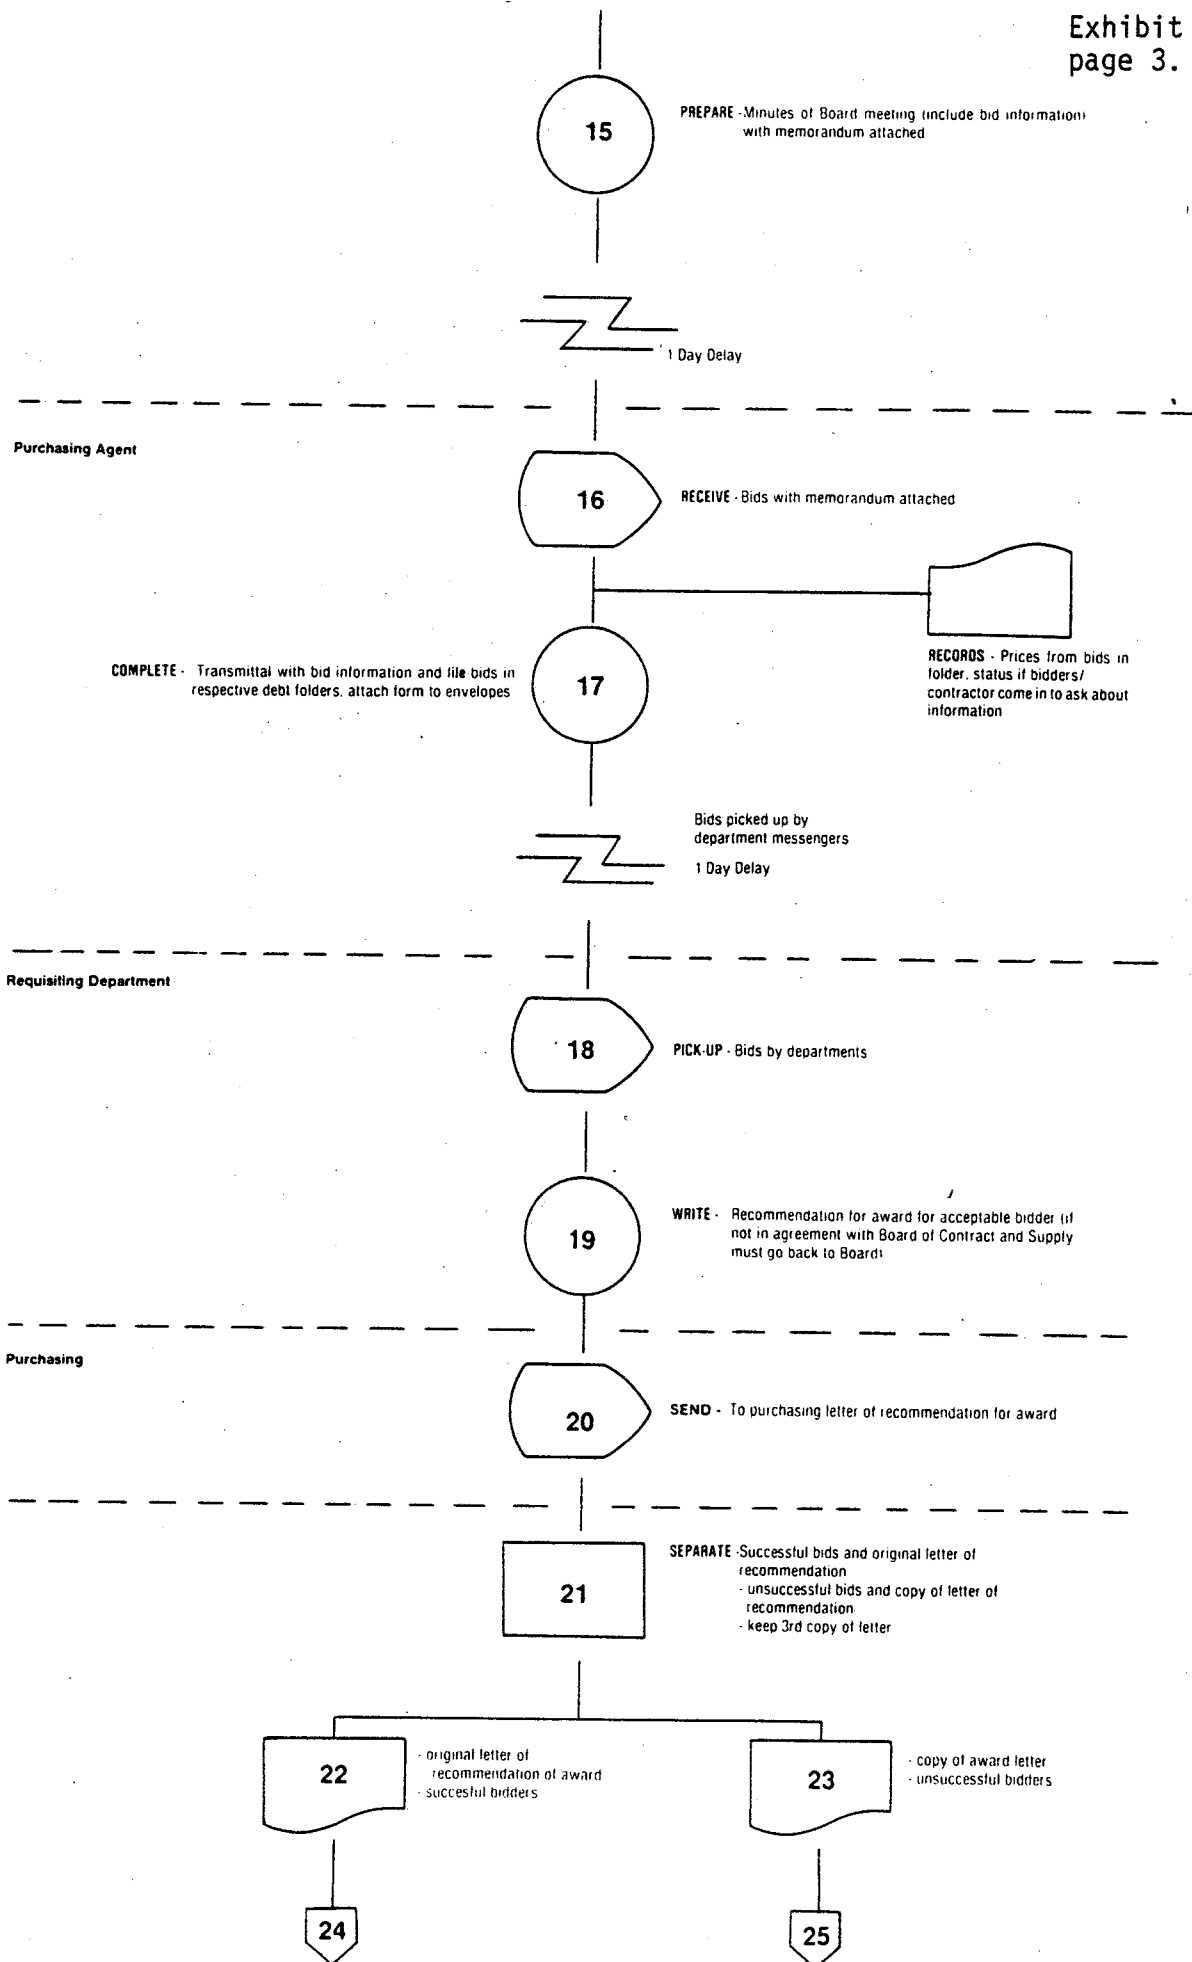 Exhibit
page 3.
15
PREPARE - Minutes of Board meeting (include bid information)
with memorandum attached
1 Day Delay
Purchasing Agent
16
RECEIVE - Bids with memorandum attached
COMPLETE - Transmittal with bid information and file bids in
respective debt folders, attach form to envelopes
17
RECORDS - Prices from bids in
folder, status if bidders/
contractor come in to ask about
information
Bids picked up by
department messengers
1 Day Delay
Requisiting Department
18
PICK-UP - Bids by departments
19
WRITE - Recommendation for award for acceptable bidder (if
not in agreement with Board of Contract and Supply
must go back to Board)
Purchasing
20
SEND - To purchasing letter of recommendation for award
21
SEPARATE - Successful bids and original letter of
recommendation
- unsuccessful bids and copy of letter of
recommendation
- keep 3rd copy of letter
22
- original letter of
recommendation of award
- succesful bidders
23
- copy of award letter
- unsuccessful bidders
24
25